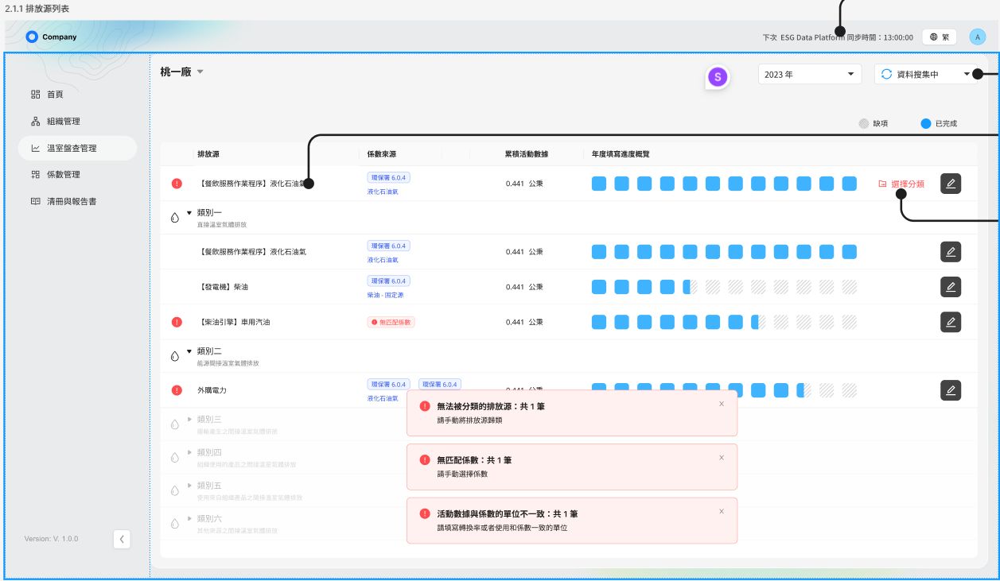 2.1.1 排放源列表
Company
下次 ESG Data Platform 同步時間：13:00:00
繁
A
桃一廠
S
2023 年
資料搜集中
首頁
組織管理
溫室盤查管理
係數管理
清冊與報告書
缺項
已完成
排放源
係數來源
累積活動數據
年度填寫進度概覽
【餐飲服務作業程序】液化石油氣
環保署 6.0.4
液化石油氣
0.441 公秉
選擇分類
類別一
直接溫室氣體排放
【餐飲服務作業程序】液化石油氣
環保署 6.0.4
液化石油氣
0.441 公秉
【發電機】柴油
環保署 6.0.4
柴油 - 固定源
0.441 公秉
【柴油引擎】車用汽油
無匹配係數
0.441 公秉
類別二
能源間接溫室氣體排放
外購電力
環保署 6.0.4
環保署 6.0.4
液化石油氣
0.441 公秉
類別三
運輸產生之間接溫室氣體排放
類別四
組織使用的產品之間接溫室氣體排放
類別五
使用來自組織產品之間接溫室氣體排放
類別六
其他來源之間接溫室氣體排放
無法被分類的排放源：共 1 筆
請手動將排放源歸類
無匹配係數：共 1 筆
請手動選擇係數
活動數據與係數的單位不一致：共 1 筆
請填寫轉換率或者使用和係數一致的單位
Version: V. 1.0.0